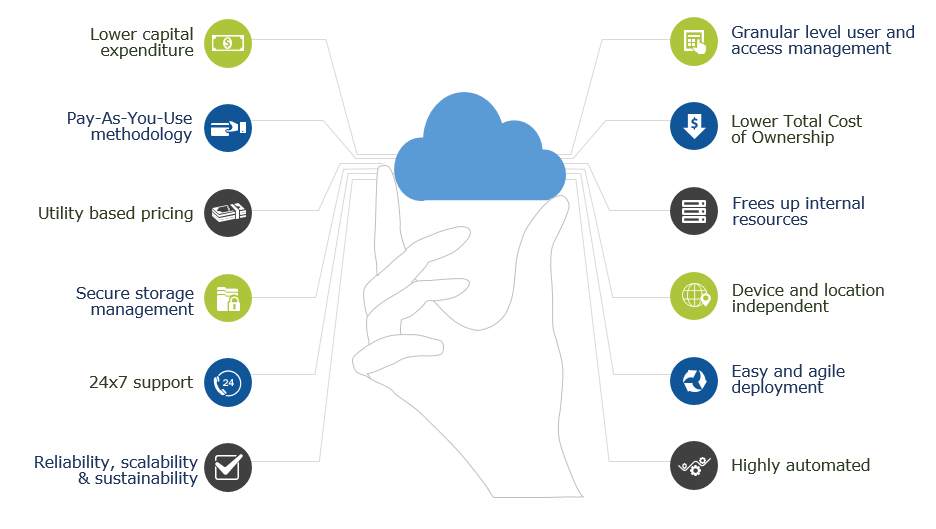 Lower capital
expenditure
Pay-As-You-Use
methodology
Utility based pricing
Secure storage
management
24x7 support
24
Reliability, scalability
& sustainability
Granular level user and
access management
$
Lower Total Cost
of Ownership
Frees up internal
resources
Device and location
independent
Easy and agile
deployment
Highly automated
$